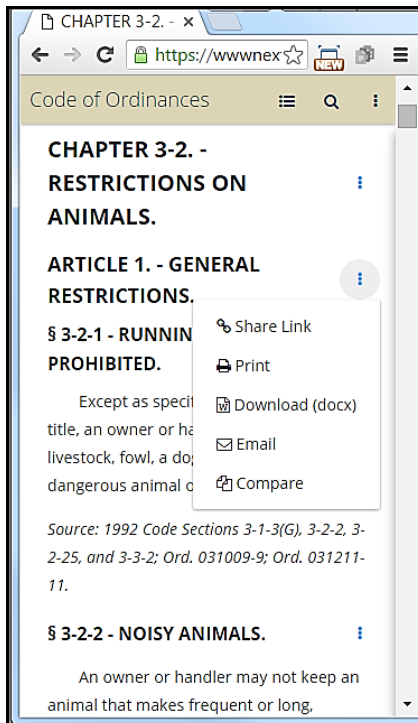 CHAPTER 3-2. -
https://wwwnex
NEW
Code of Ordinances
CHAPTER 3-2. -
RESTRICTIONS ON
ANIMALS.
ARTICLE 1. - GENERAL
RESTRICTIONS.
§ 3-2-1 - RUNNIN
PROHIBITED.
Share Link
Print
Download (docx)
Email
Compare
Except as specif
title, an owner or ha
livestock, fowl, a dog
dangerous animal o
Source: 1992 Code Sections 3-1-3(G), 3-2-2, 3-
2-25, and 3-3-2; Ord. 031009-9; Ord. 031211-
11.
§ 3-2-2 - NOISY ANIMALS.
An owner or handler may not keep an
animal that makes frequent or long,